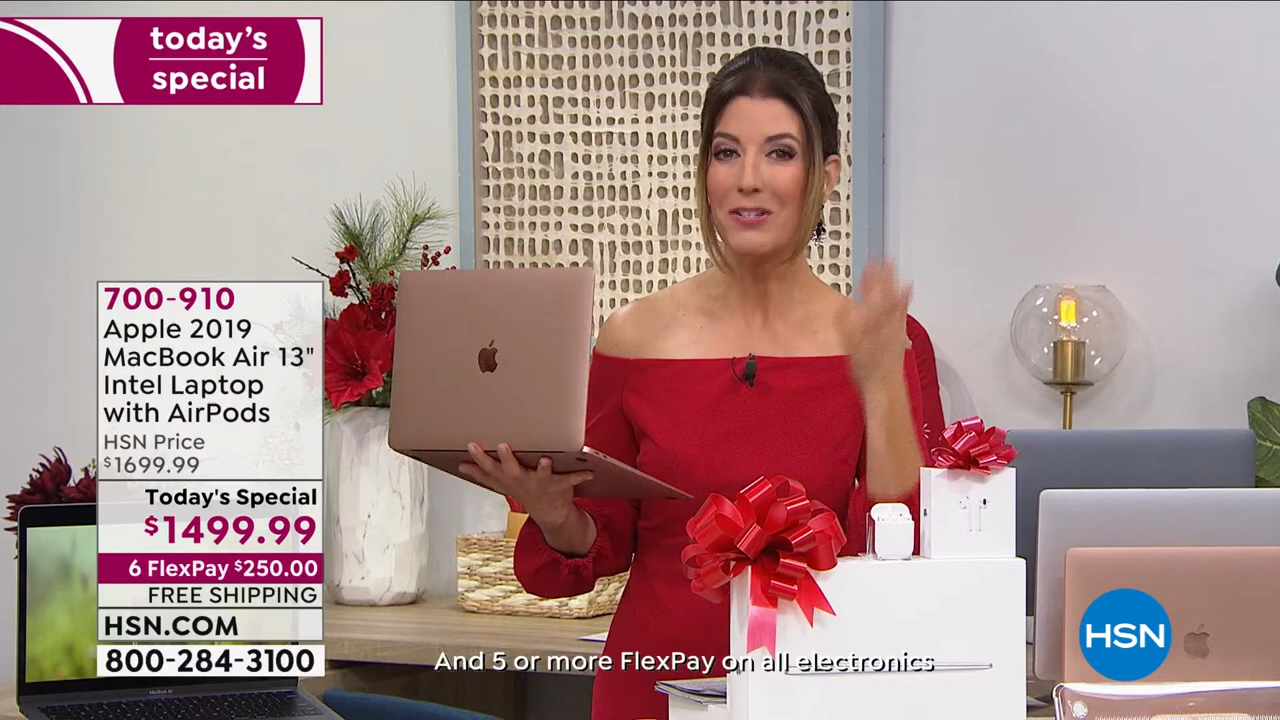 today's
special
700-910
Apple 2019
MacBook Air 13"
Intel Laptop
with AirPods
HSN Price
$1699.99
Today's Special
$1499.99
6 FlexPay $250.00
FREE SHIPPING
HSN.COM
800-284-3100
And 5 or more FlexPay on all electronics
HSN
MacBook Air